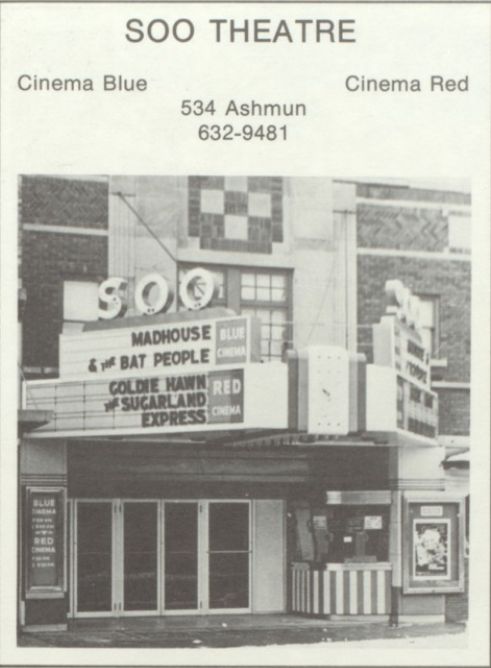 SOO THEATRE
Cinema Blue
Cinema Red
534 Ashmun
632-9481
SOO
MADHOUSE
& THE BAT PEOPLE
BLUE
CINEMA
GOLDIE HAWN
THE SUGARLAND
EXPRESS
RED
CINEMA
BLUE
CINEMA
RED
CINEMA